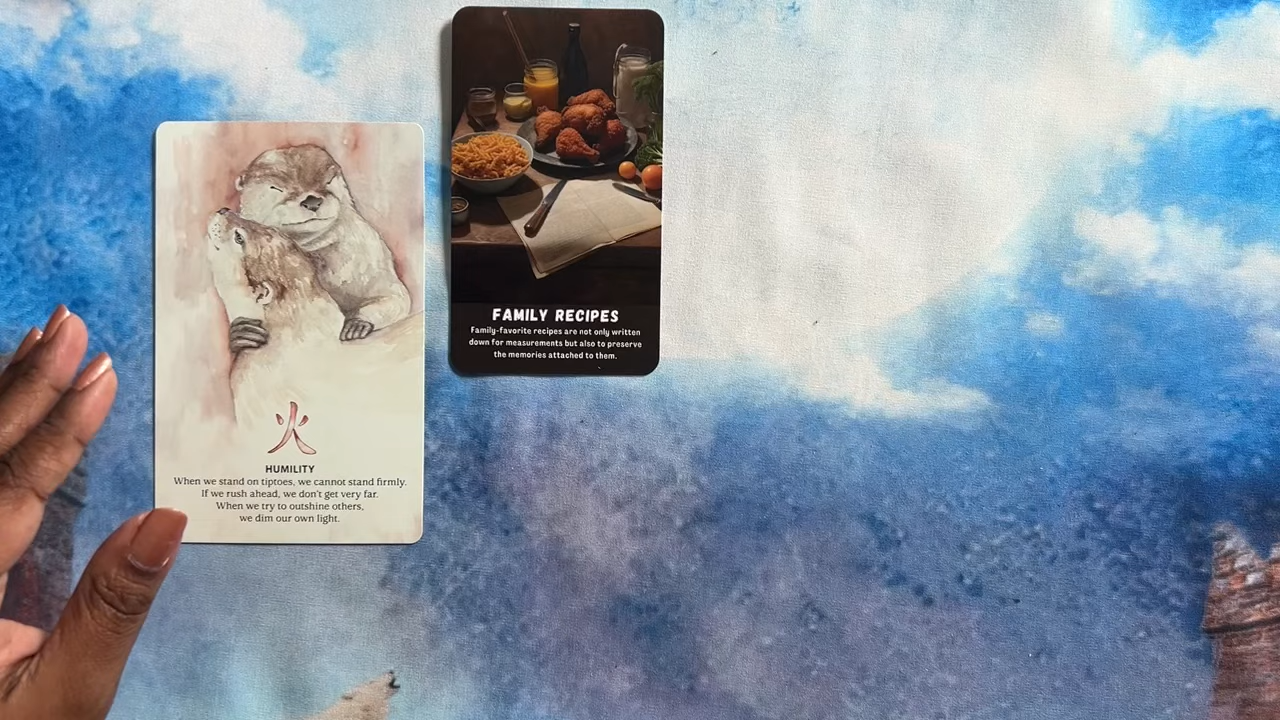 火
HUMILITY
When we stand on tiptoes, we cannot stand firmly.
If we rush ahead, we don't get very far.
When we try to outshine others,
we dim our own light.
FAMILY RECIPES
Family-favorite recipes are not only written
down for measurements but also to preserve
the memories attached to them.